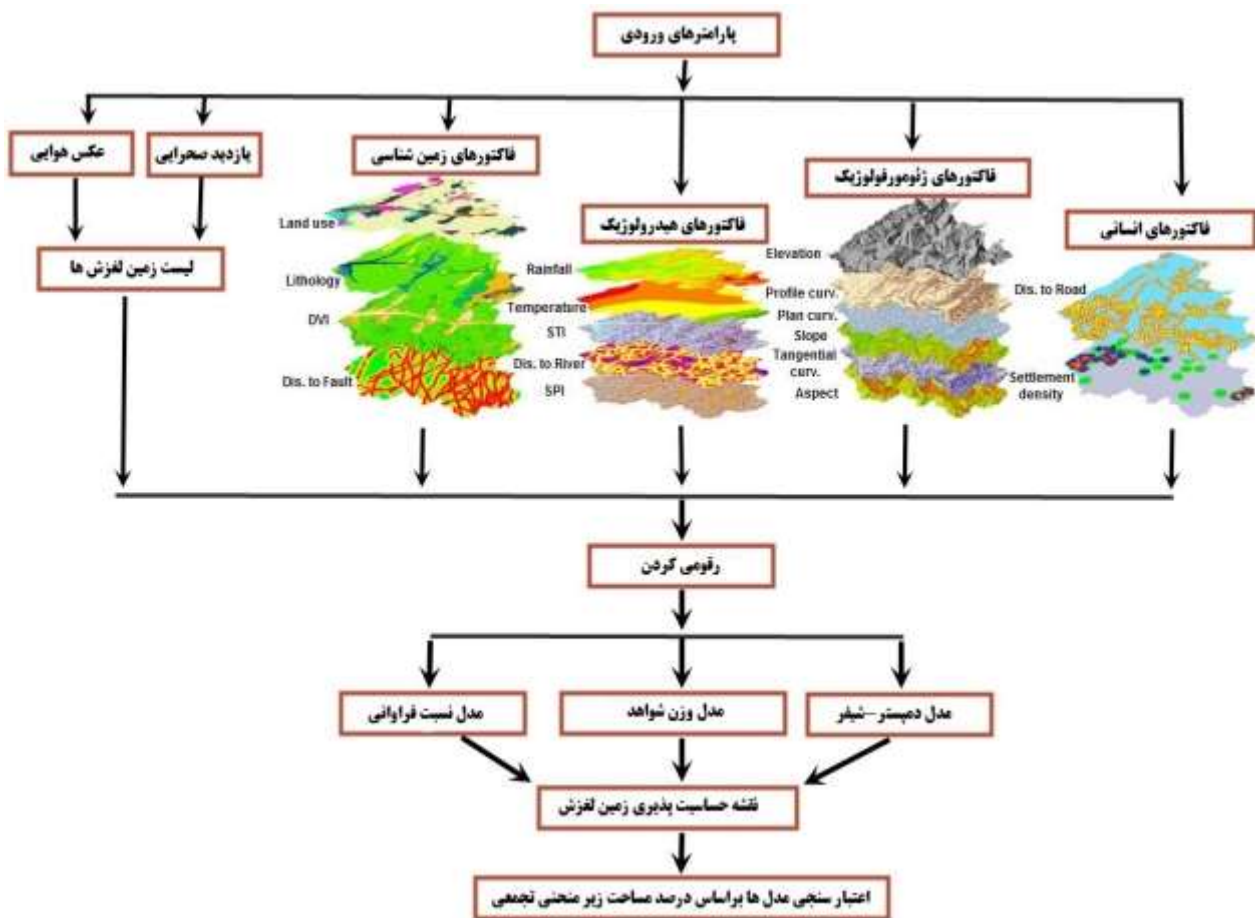 پارامترهای ورودی
عکس هوایی
بازدید صحرایی
فاکتورهای زمین شناسی
فاکتورهای هیدرولوژیک
فاکتورهای ژئومورفولوژیک
فاکتورهای انسانی
لیست زمین لغزش ها
Land use
Lithology
DVI
Dis. to Fault
Rainfall
Temperature
STI
Dis. to River
SPI
Elevation
Profile curv.
Plan curv.
Slope
Tangential
curv.
Aspect
Dis. to Road
Settlement
density
رقومی کردن
مدل نسبت فراوانی
مدل وزن شواهد
مدل دمپستر-شیفر
نقشه حساسیت پذیری زمین لغزش
اعتبار سنجی مدل ها براساس درصد مساحت زیر منحنی تجمعی